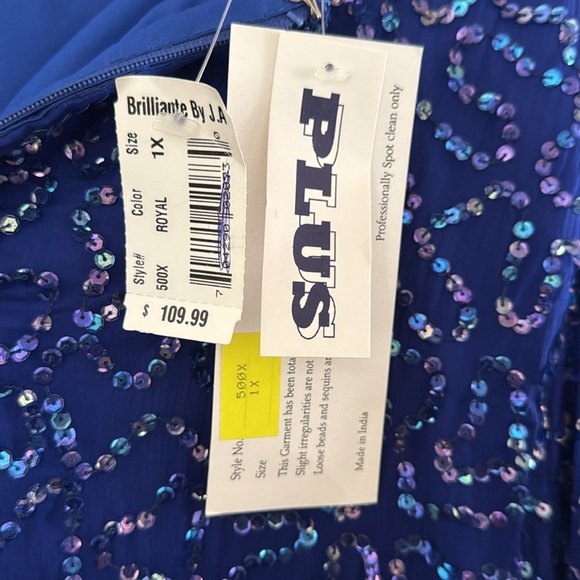 Brilliante By J.A
Size 1X
Color ROYAL
Style# 500X
$ 109.99
PLUS
Professionally Spot clean only
Style No. 500X
Size 1X
This Garment has been tota
Slight irregularities are not
Loose beads and sequins ar
Made in India